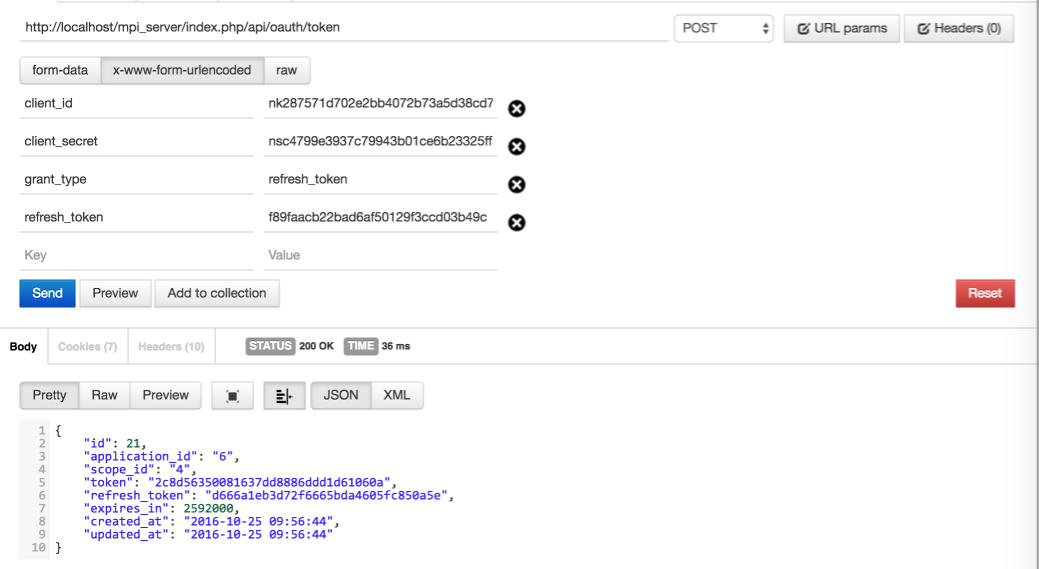 http://localhost/mpi_server/index.php/api/oauth/token POST URL params Headers (0)
form-data x-www-form-urlencoded raw
client_id nk287571d702e2bb4072b73a5d38cd7
client_secret nsc4799e3937c79943b01ce6b23325ff
grant_type refresh_token
refresh_token f89faacb22bad6af50129f3ccd03b49c
Key Value
Send Preview Add to collection Reset
Body Cookies (7) Headers (10) STATUS 200 OK TIME 36 ms
Pretty Raw Preview JSON XML
1 {
2 "id": 21,
3 "application_id": "6",
4 "scope_id": "4",
5 "token": "2c8d56350081637dd8886ddd1d61060a",
6 "refresh_token": "d666a1eb3d72f6665bda4605fc850a5e",
7 "expires_in": 2592000,
8 "created_at": "2016-10-25 09:56:44",
9 "updated_at": "2016-10-25 09:56:44"
10 }